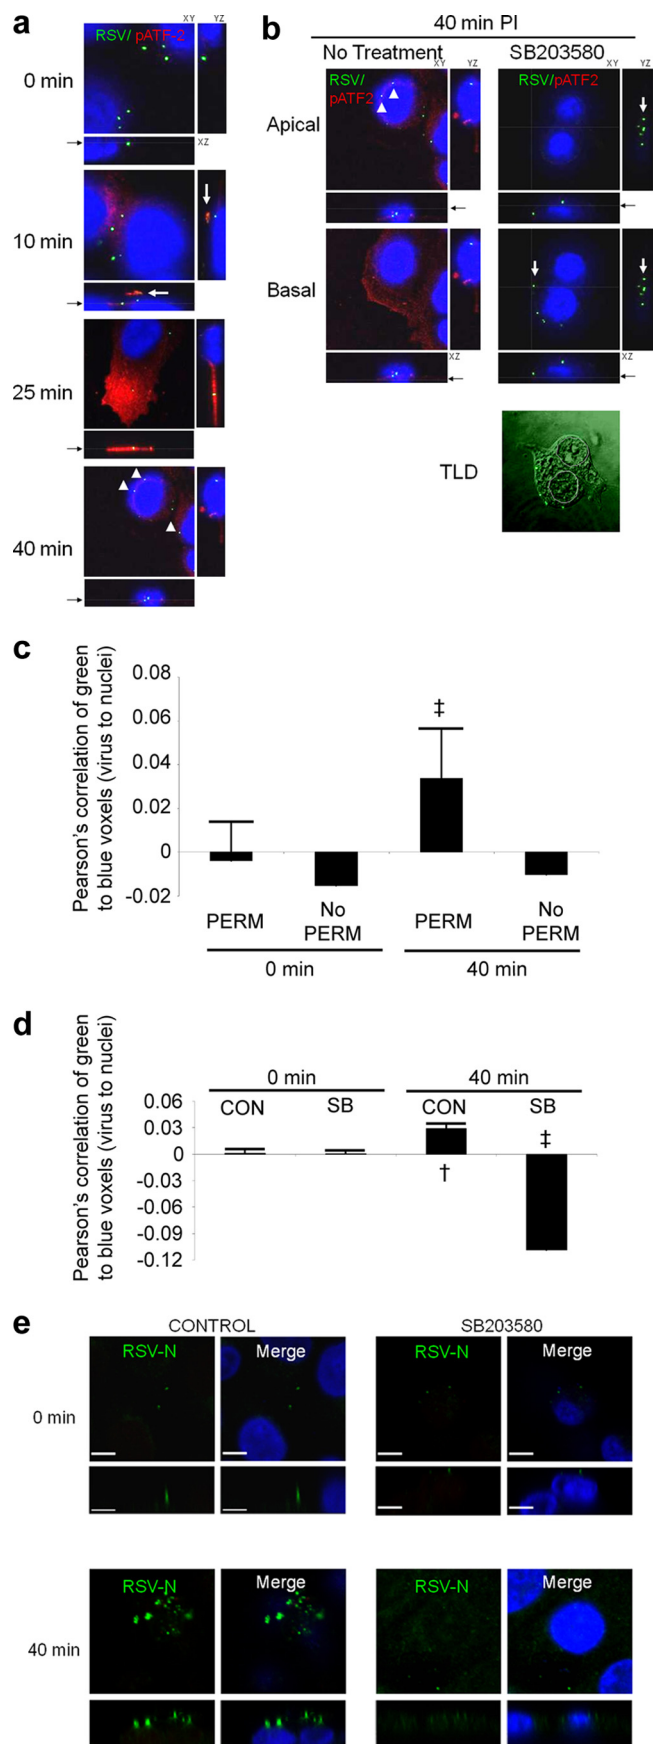 a
XY
YZ
RSV/ pATF-2
0 min
XZ
10 min
25 min
40 min
b
40 min PI
No Treatment
SB203580
XY
YZ
XY
YZ
RSV/
pATF2
RSV/pATF2
Apical
Basal
XZ
XZ
TLD
c
Pearson's correlation of green
to blue voxels (virus to nuclei)
0.08
0.06
0.04
0.02
0
-0.02
‡
PERM
No
PERM
PERM
No
PERM
0 min
40 min
d
Pearson's correlation of green
to blue voxels (virus to nuclei)
0 min
40 min
CON
SB
CON
SB
0.06
0.03
0
-0.03
-0.06
-0.09
-0.12
†
‡
e
CONTROL
SB203580
RSV-N
Merge
RSV-N
Merge
0 min
RSV-N
Merge
RSV-N
Merge
40 min